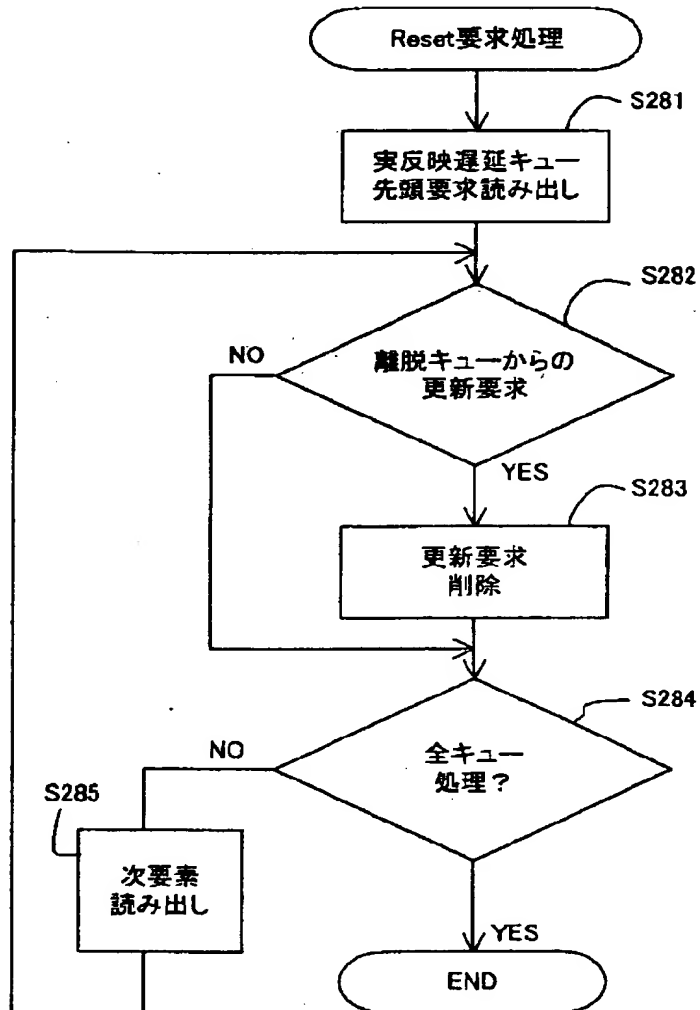 Reset要求処理
S281
実反映遅延キュー
先頭要求読み出し
S282
NO
離脱キューからの
更新要求
YES
S283
更新要求
削除
S284
NO
全キュー
処理？
S285
次要素
読み出し
YES
END